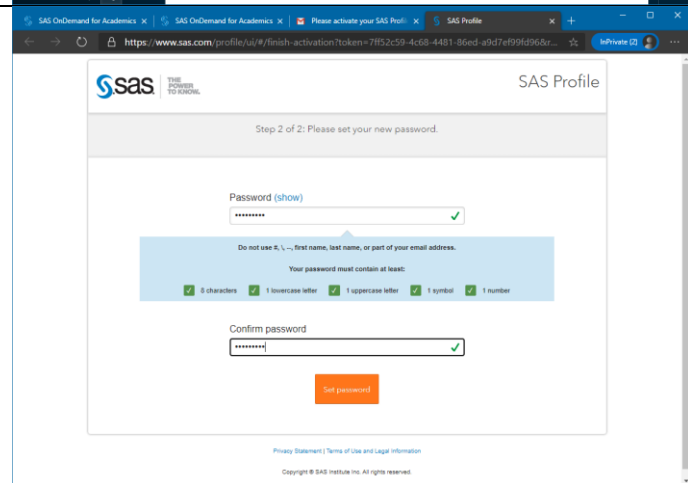 SAS OnDemand for Academics
SAS OnDemand for Academics
Please activate your SAS Profil
SAS Profile
https://www.sas.com/profile/ui/#/finish-activation?token=7ff52c59-4c68-4481-86ed-a9d7ef99fd96&r...
InPrivate (2)
sas
THE
POWER
TO KNOW.
SAS Profile
Step 2 of 2: Please set your new password.
Password (show)
•••••••••
Do not use #, \, --, first name, last name, or part of your email address.
Your password must contain at least:
8 characters 1 lowercase letter 1 uppercase letter 1 symbol 1 number
Confirm password
•••••••••
Set password
Privacy Statement | Terms of Use and Legal Information
Copyright © SAS Institute Inc. All rights reserved.